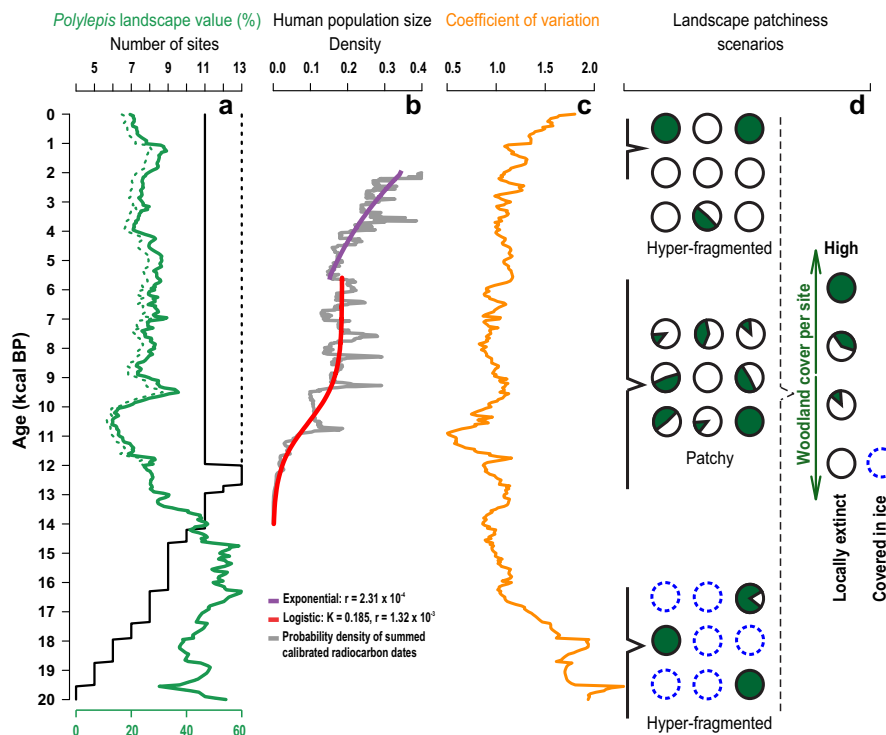 Polylepis landscape value (%)
Number of sites
5 7 9 11 13
Human population size
Density
0.0 0.1 0.2 0.3 0.4
Coefficient of variation
0.5 1.0 1.5 2.0
Landscape patchiness
scenarios
a
b
c
d
Age (kcal BP)
0
1
2
3
4
5
6
7
8
9
10
11
12
13
14
15
16
17
18
19
20
0 20 40 60
Exponential: r = 2.31 x 10⁻⁴
Logistic: K = 0.185, r = 1.32 x 10⁻³
Probability density of summed
calibrated radiocarbon dates
Hyper-fragmented
Patchy
Hyper-fragmented
High
Woodland cover per site
Locally extinct
Covered in ice